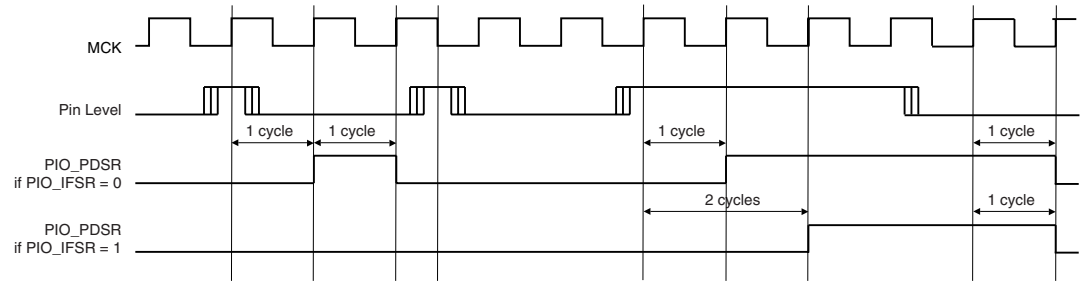 MCK
Pin Level
1 cycle
1 cycle
1 cycle
1 cycle
PIO_PDSR
if PIO_IFSR = 0
2 cycles
1 cycle
PIO_PDSR
if PIO_IFSR = 1